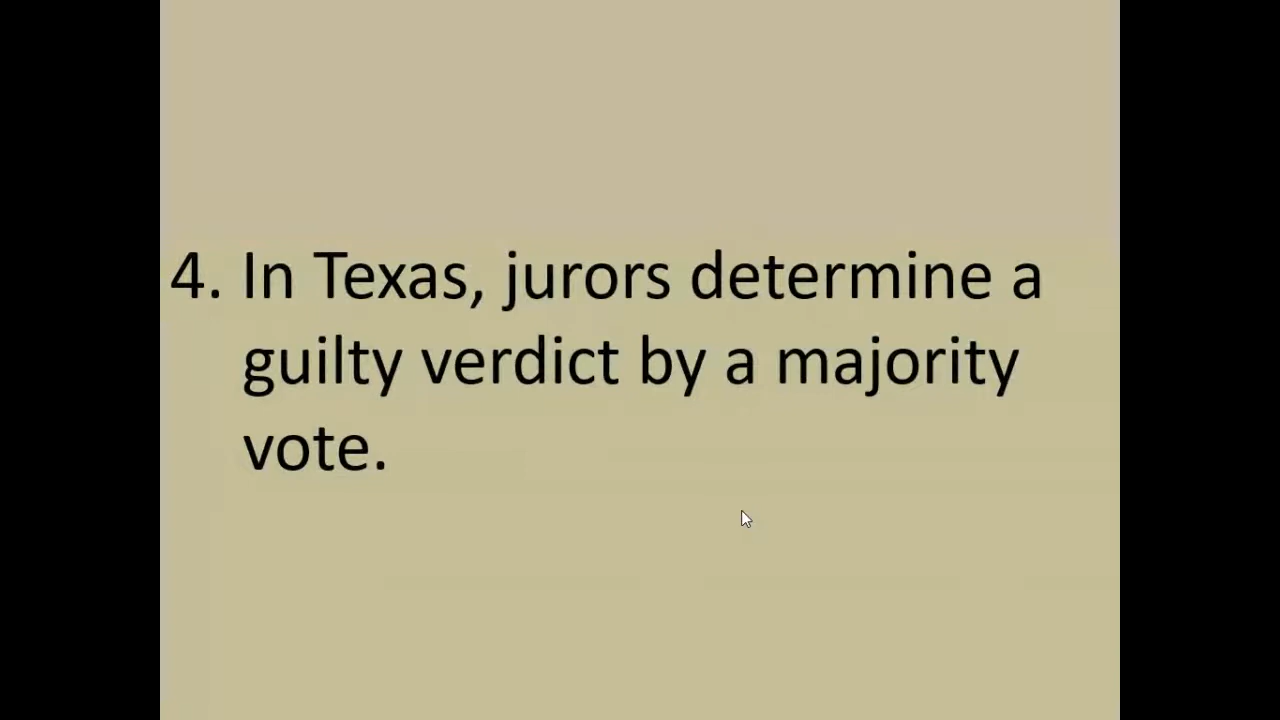 4. In Texas, jurors determine a
guilty verdict by a majority
vote.